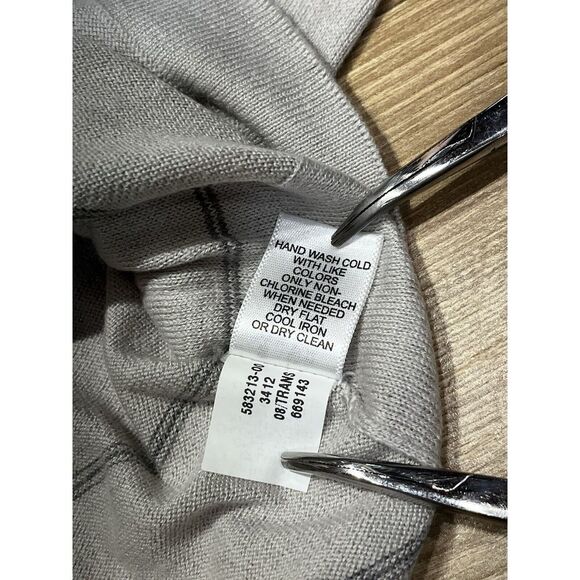 HAND WASH COLD
WITH LIKE
COLORS
ONLY NON-
CHLORINE BLEACH
WHEN NEEDED
DRY FLAT
COOL IRON
OR DRY CLEAN
583213-0
3412
08/TRANS
669143